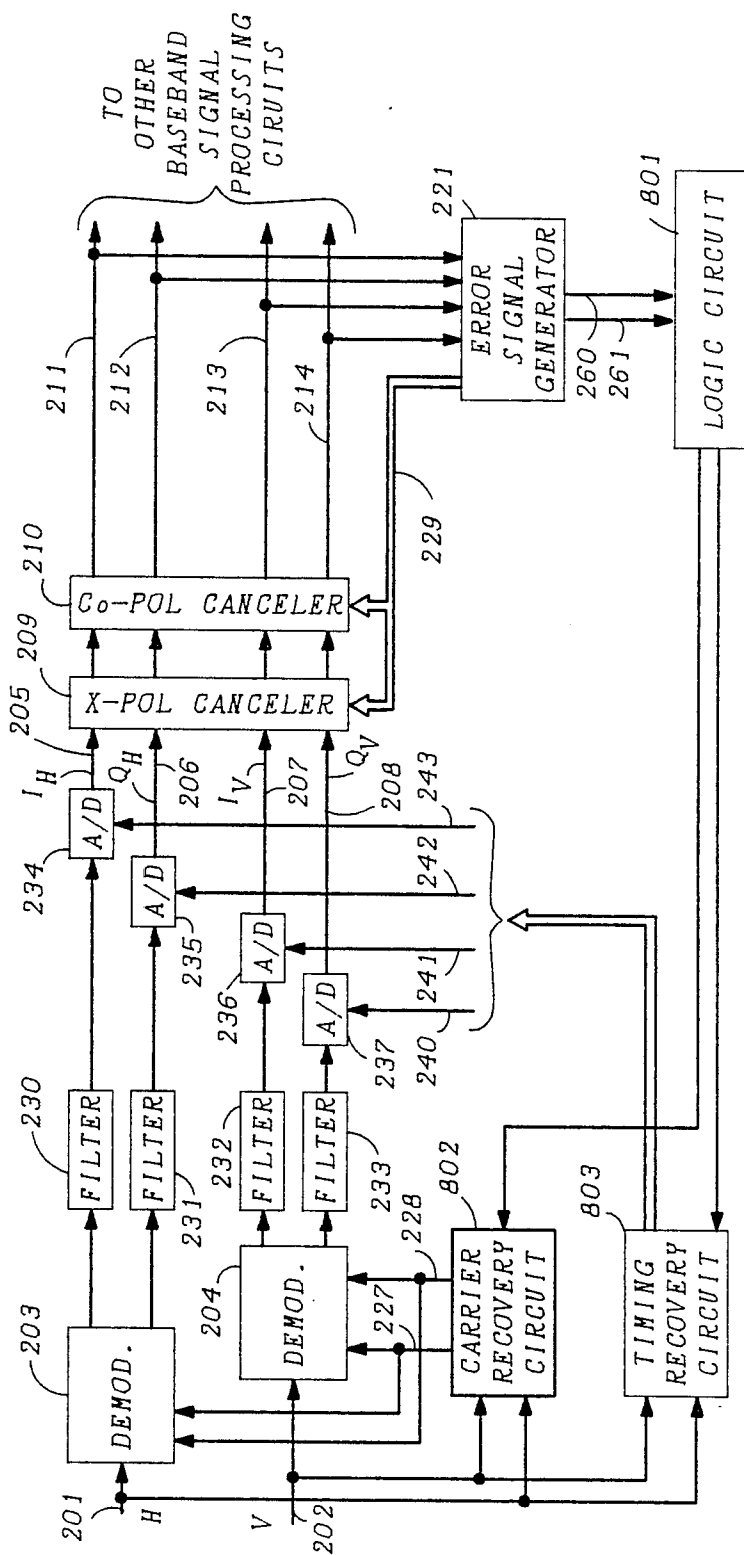 201
H
V
202
203
DEMOD.
204
DEMOD.
227
228
802
CARRIER
RECOVERY
CIRCUIT
803
TIMING
RECOVERY
CIRCUIT
230
FILTER
FILTER
231
232
FILTER
FILTER
233
234
A/D
A/D
235
236
A/D
A/D
237
240
241
242
243
I H
205
Q H
206
I V
207
Q V
208
209
X-POL CANCELER
210
Co-POL CANCELER
229
211
212
213
214
TO
OTHER
BASEBAND
SIGNAL
PROCESSING
CIRUITS
221
ERROR
SIGNAL
GENERATOR
260
261
801
LOGIC CIRCUIT